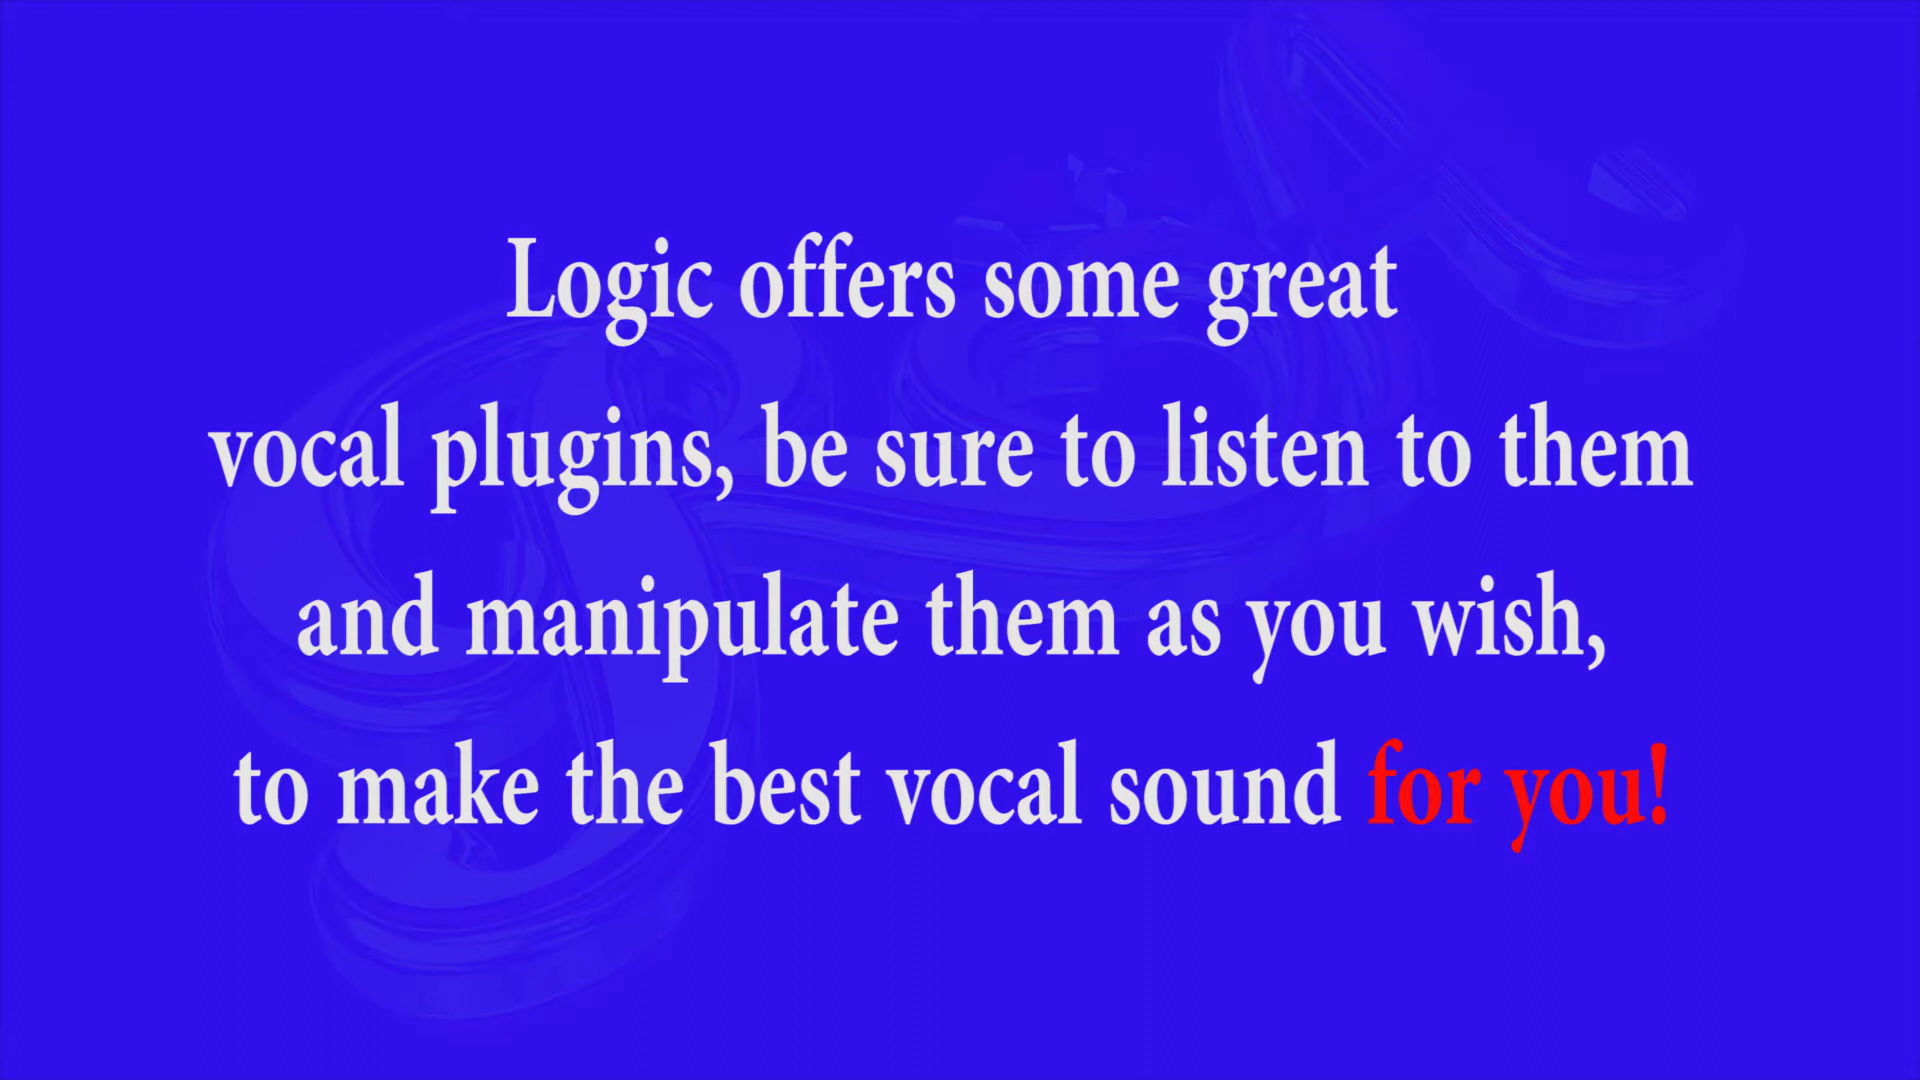 Logic offers some great
vocal plugins, be sure to listen to them
and manipulate them as you wish,
to make the best vocal sound for you!